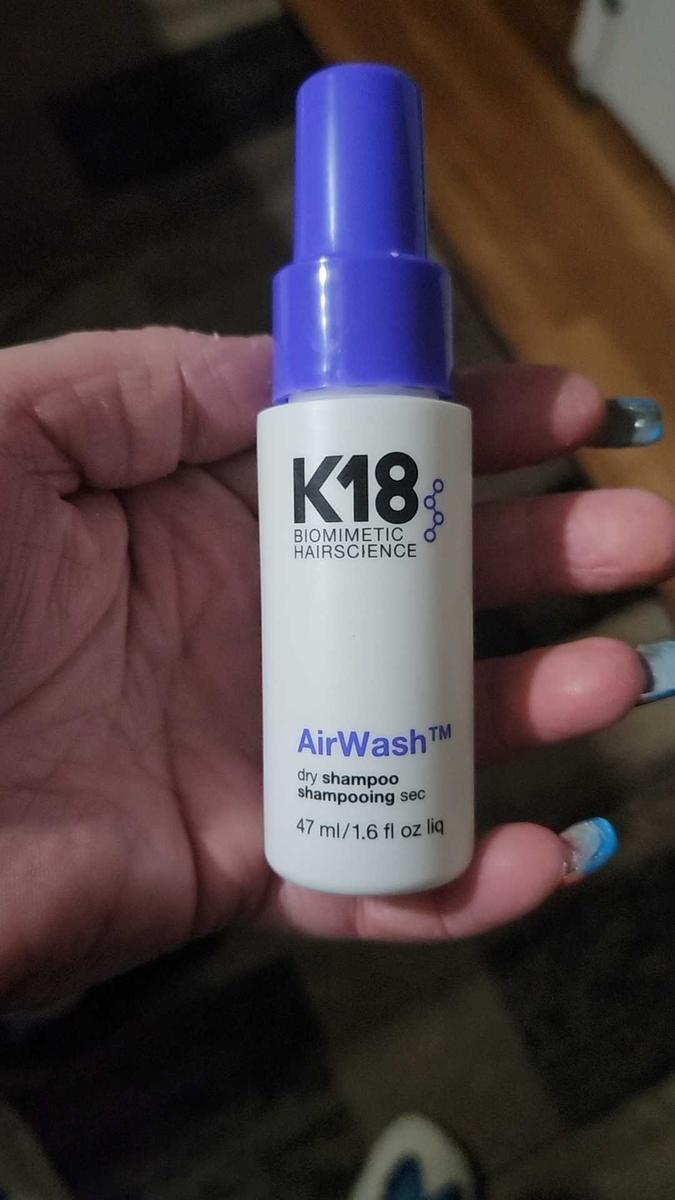 K18
BIOMIMETIC
HAIRSCIENCE
AirWash™
dry shampoo
shampooing sec
47 ml/1.6 fl oz liq